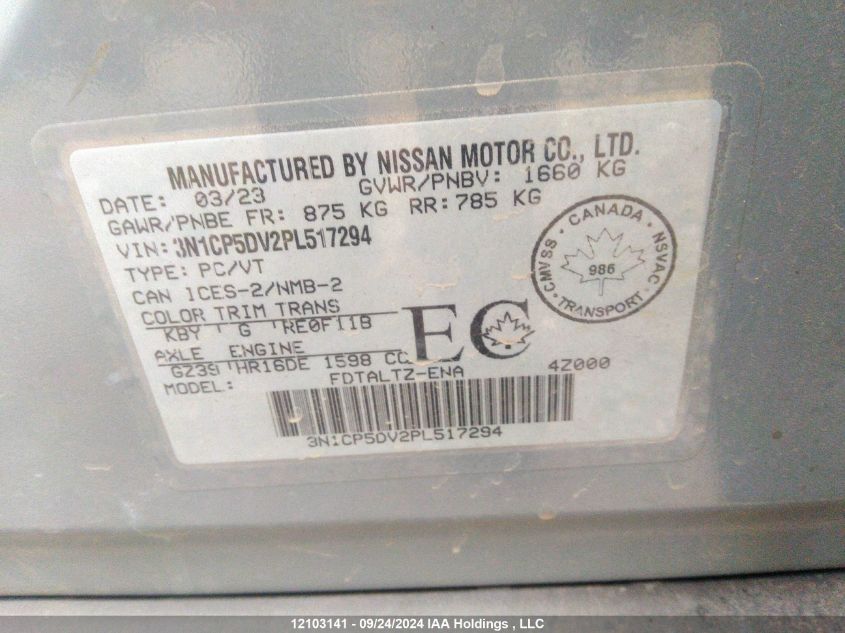 MANUFACTURED BY NISSAN MOTOR CO., LTD.
DATE: 03/23 GVWR/PNBV: 1660 KG
GAWR/PNBE FR: 875 KG RR: 785 KG
VIN: 3N1CP5DV2PL517294
TYPE: PC/VT
CAN ICES-2/NMB-2
COLOR TRIM TRANS
KBY G RE0F11B
AXLE ENGINE
GZ39 HR16DE 1598 CC
MODEL: FDTALTZ-ENA 4Z000
3N1CP5DV2PL517294
EC
CANADA
CMVSS 986 NSVAC
TRANSPORT
12103141 - 09/24/2024 IAA Holdings , LLC